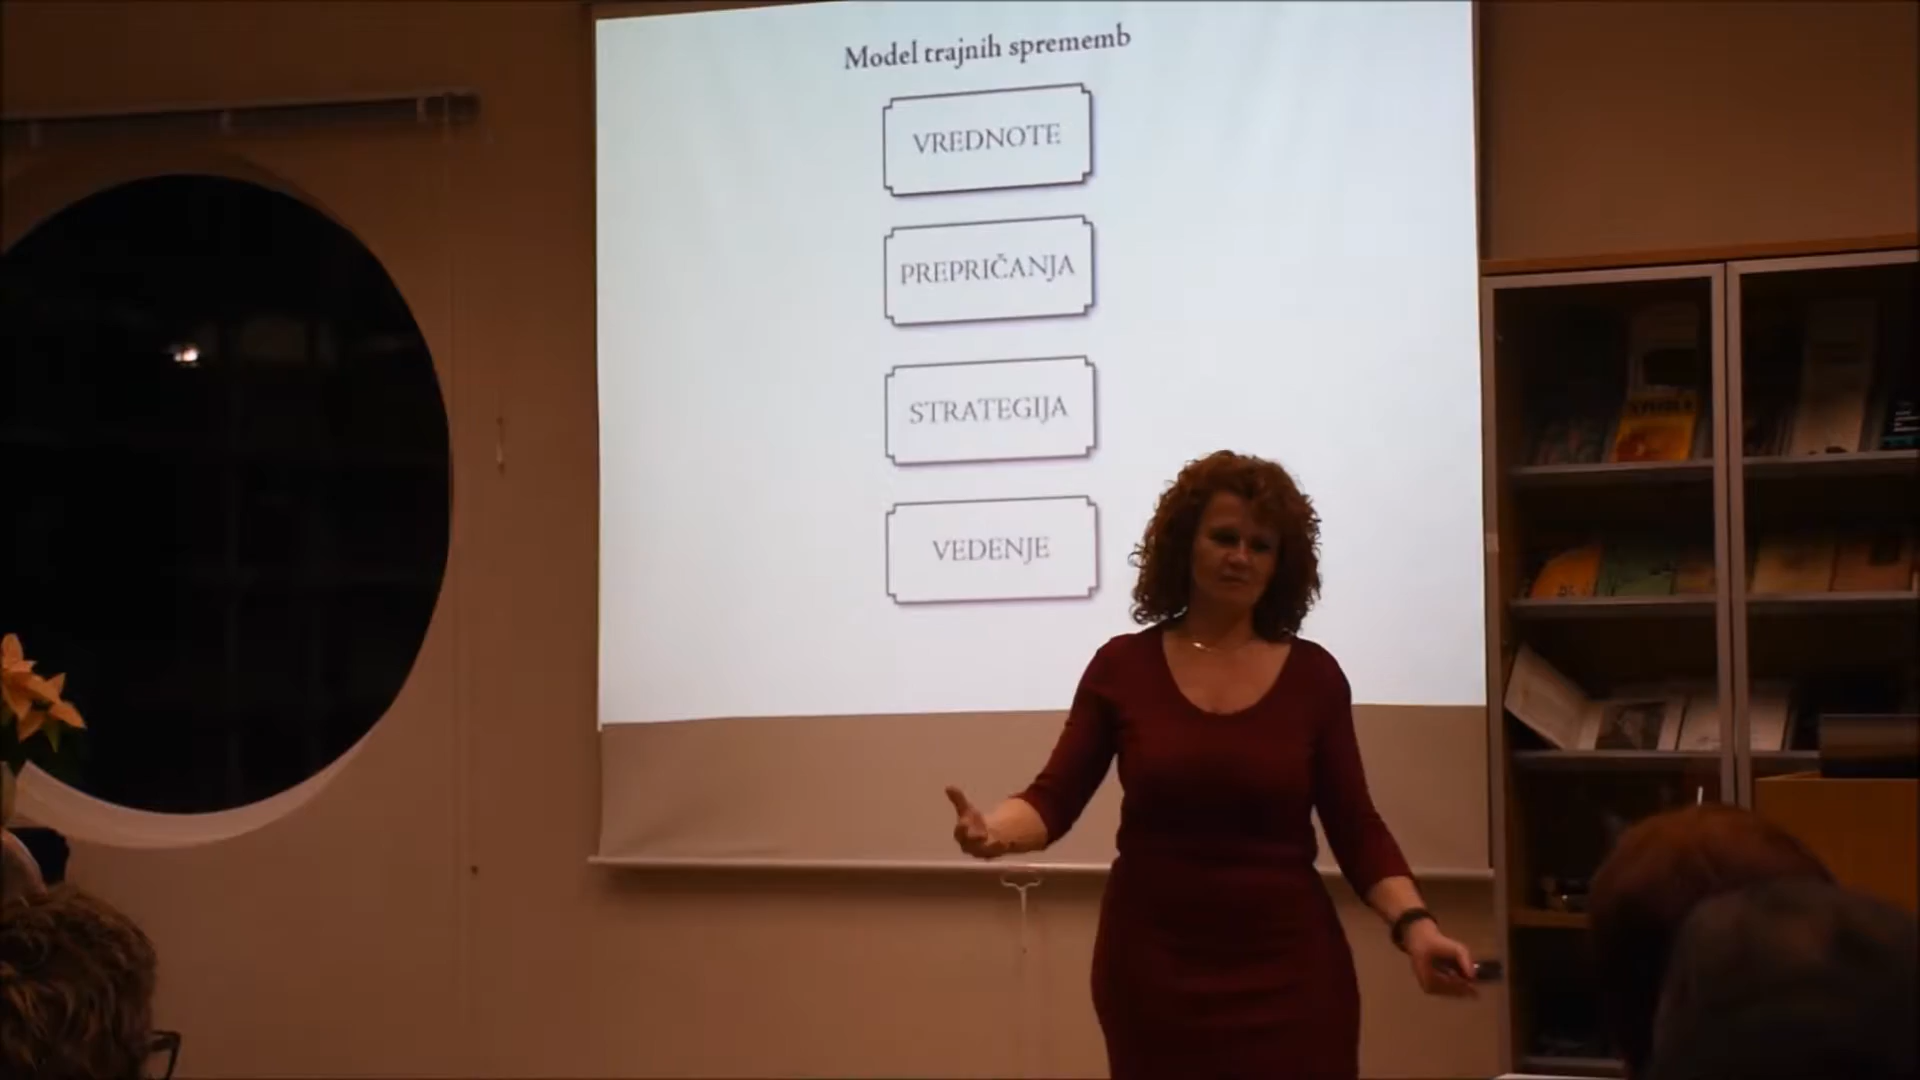 Model trajnih sprememb
VREDNOTE
PREPRIČANJA
STRATEGIJA
VEDENJE